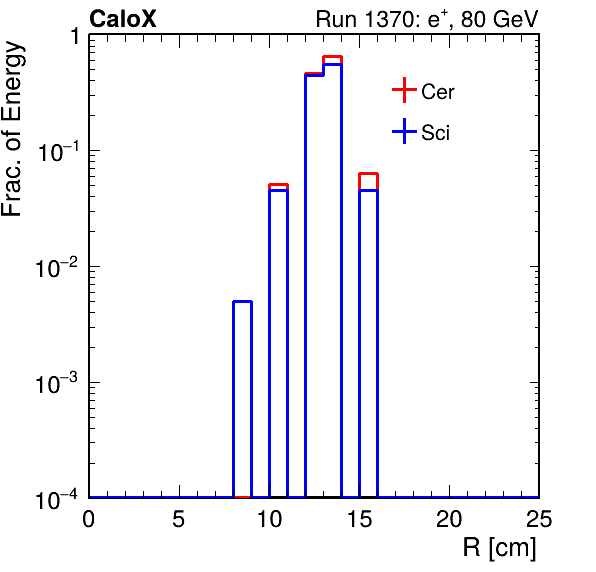 CaloX Run 1370: e⁺, 80 GeV
Frac. of Energy
1
10⁻¹
10⁻²
10⁻³
10⁻⁴
Cer
Sci
0 5 10 15 20 25
R [cm]